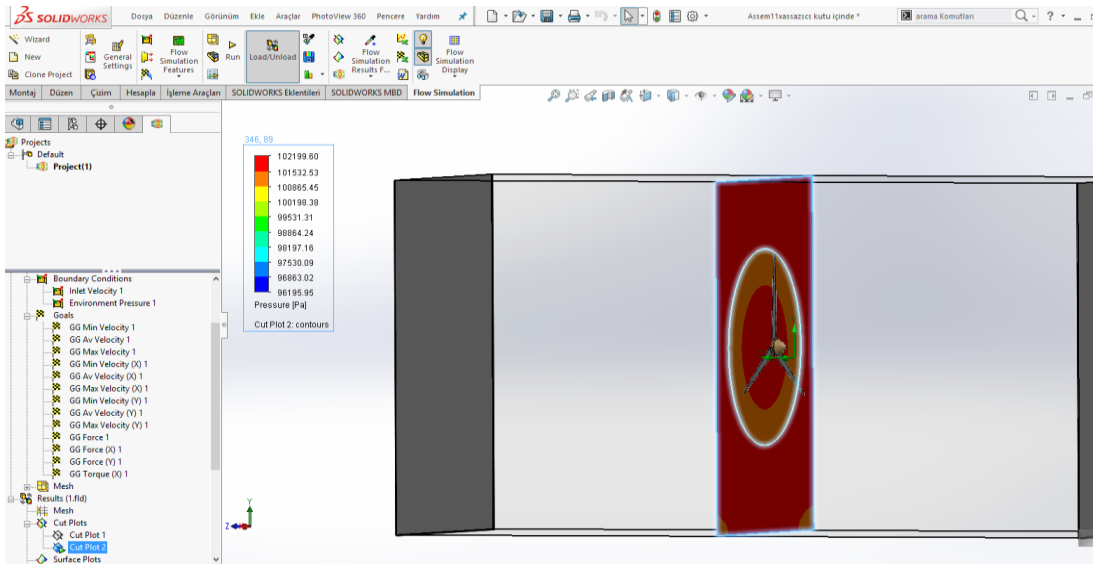 SOLIDWORKS
Dosya Düzenle Görünüm Ekle Araçlar PhotoView 360 Pencere Yardım
Assem11xassazscs kutu içinde *
arama Komutları
Wizard
New
Clone Project
General Settings
Flow Simulation Features
Run
Load/Unload
Flow Simulation Results F...
Flow Simulation Display
Montaj Düzen Çizim Hesapla İşleme Araçları SOLIDWORKS Eklentileri SOLIDWORKS MBD Flow Simulation
Projects
Default
Project(1)
Boundary Conditions
Inlet Velocity 1
Environment Pressure 1
Goals
GG Min Velocity 1
GG Av Velocity 1
GG Max Velocity 1
GG Min Velocity (X) 1
GG Av Velocity (X) 1
GG Max Velocity (X) 1
GG Min Velocity (Y) 1
GG Av Velocity (Y) 1
GG Max Velocity (Y) 1
GG Force 1
GG Force (X) 1
GG Force (Y) 1
GG Torque (X) 1
Mesh
Results (1.fld)
Mesh
Cut Plots
Cut Plot 1
Cut Plot 2
Surface Plots
346, 89
102199.60
101532.53
100865.45
100198.38
99531.31
98864.24
98197.16
97530.09
96863.02
96195.95
Pressure [Pa]
Cut Plot 2: contours
Y
Z